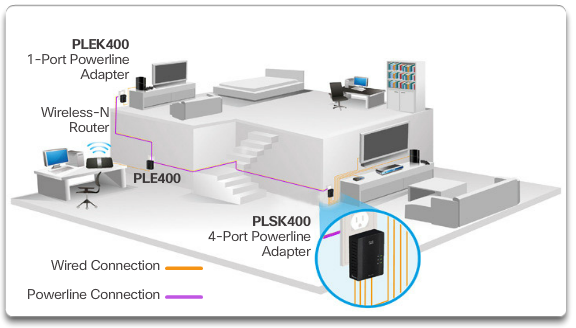 PLEK400
1-Port Powerline
Adapter
Wireless-N
Router
PLE400
PLSK400
4-Port Powerline
Adapter
Wired Connection
Powerline Connection